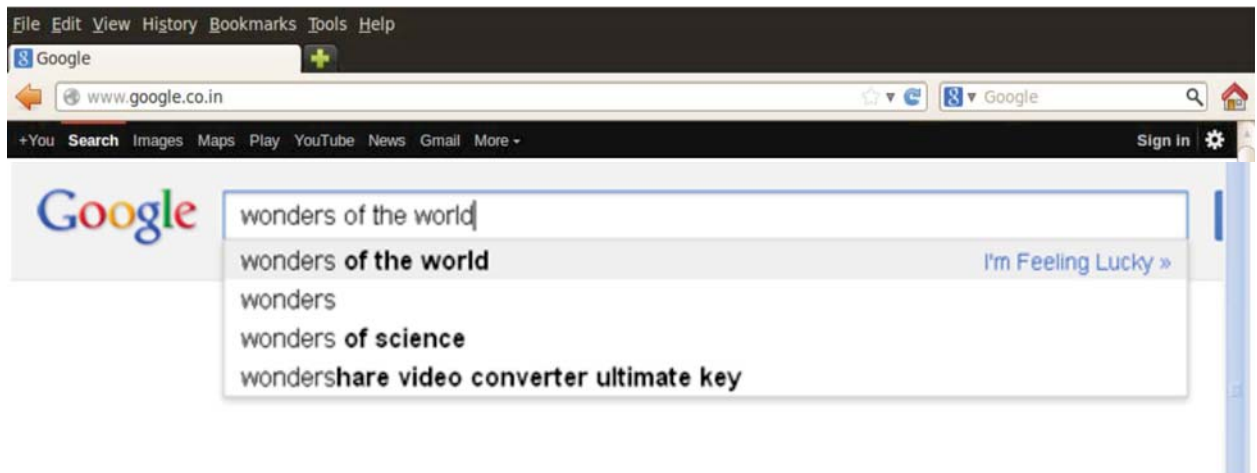 File Edit View History Bookmarks Tools Help
8 Google
www.google.co.in 8 Google
+You Search Images Maps Play YouTube News Gmail More Sign in
Google wonders of the world
wonders of the world I'm Feeling Lucky »
wonders
wonders of science
wondershare video converter ultimate key